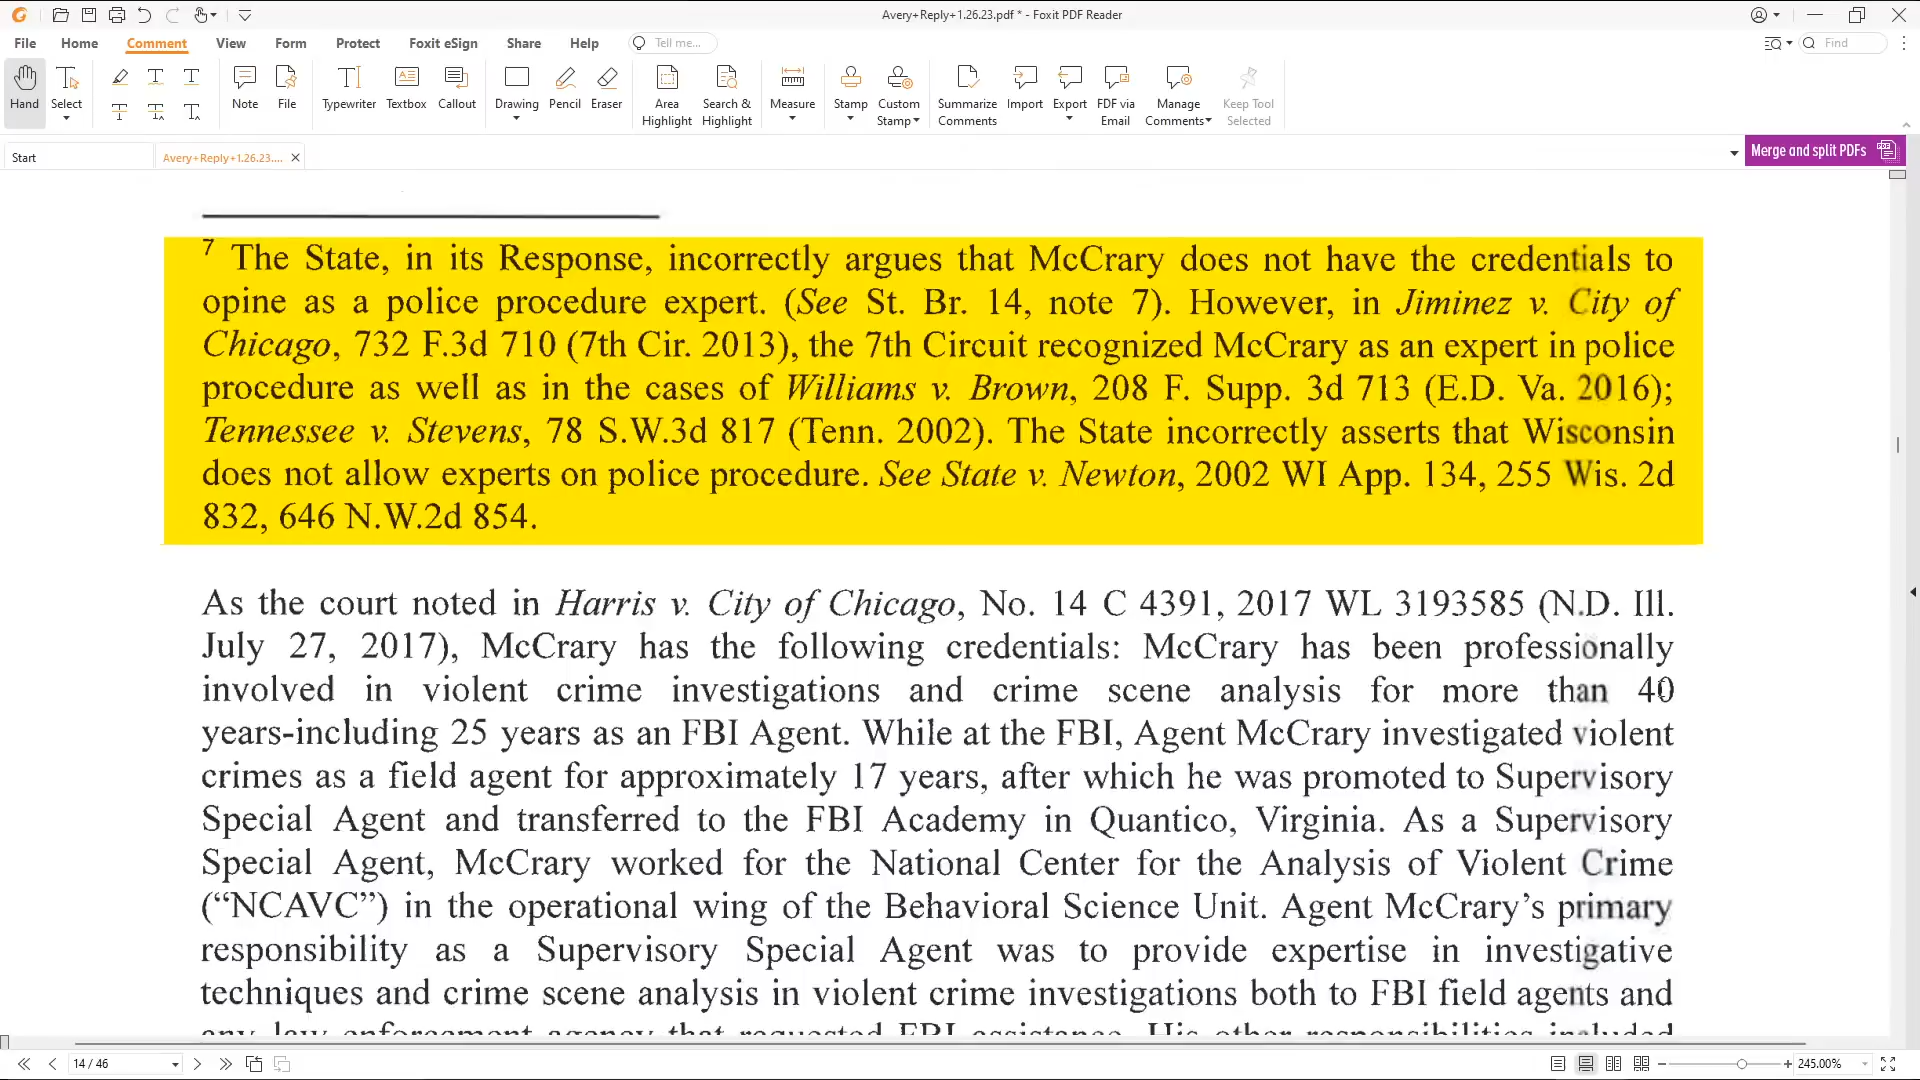 Avery+Reply+1.26.23.pdf * - Foxit PDF Reader
File Home Comment View Form Protect Foxit eSign Share Help Tell me... Find
Hand Select Note File Typewriter Textbox Callout Drawing Pencil Eraser Area Highlight Search & Highlight Measure Stamp Custom Stamp Summarize Comments Import Export FDF via Email Manage Comments Keep Tool Selected
Start Avery+Reply+1.26.23.... Merge and split PDFs
7 The State, in its Response, incorrectly argues that McCrary does not have the credentials to
opine as a police procedure expert. (See St. Br. 14, note 7). However, in Jiminez v. City of
Chicago, 732 F.3d 710 (7th Cir. 2013), the 7th Circuit recognized McCrary as an expert in police
procedure as well as in the cases of Williams v. Brown, 208 F. Supp. 3d 713 (E.D. Va. 2016);
Tennessee v. Stevens, 78 S.W.3d 817 (Tenn. 2002). The State incorrectly asserts that Wisconsin
does not allow experts on police procedure. See State v. Newton, 2002 WI App. 134, 255 Wis. 2d
832, 646 N.W.2d 854.
As the court noted in Harris v. City of Chicago, No. 14 C 4391, 2017 WL 3193585 (N.D. Ill.
July 27, 2017), McCrary has the following credentials: McCrary has been professionally
involved in violent crime investigations and crime scene analysis for more than 40
years-including 25 years as an FBI Agent. While at the FBI, Agent McCrary investigated violent
crimes as a field agent for approximately 17 years, after which he was promoted to Supervisory
Special Agent and transferred to the FBI Academy in Quantico, Virginia. As a Supervisory
Special Agent, McCrary worked for the National Center for the Analysis of Violent Crime
(“NCAVC”) in the operational wing of the Behavioral Science Unit. Agent McCrary’s primary
responsibility as a Supervisory Special Agent was to provide expertise in investigative
techniques and crime scene analysis in violent crime investigations both to FBI field agents and
any law enforcement agency that requested FBI assistance. His other responsibilities included
14 / 46 245.00%